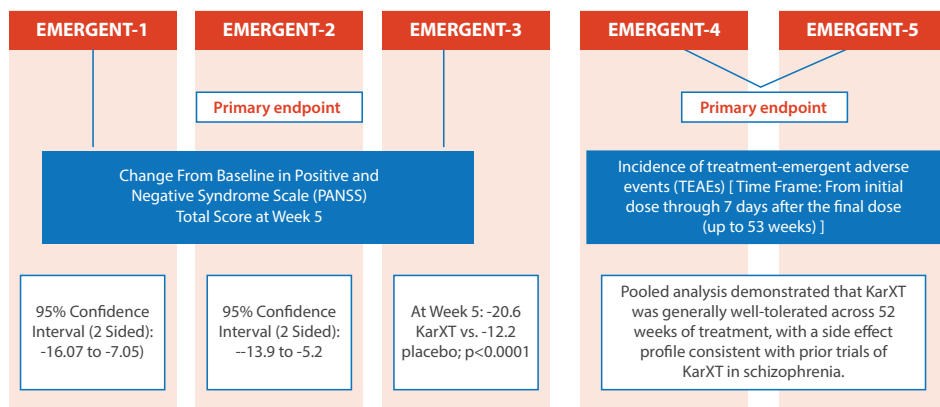 EMERGENT-1
EMERGENT-2
EMERGENT-3
EMERGENT-4
EMERGENT-5
Primary endpoint
Primary endpoint
Change From Baseline in Positive and
Negative Syndrome Scale (PANSS)
Total Score at Week 5
Incidence of treatment-emergent adverse
events (TEAEs) [ Time Frame: From initial
dose through 7 days after the final dose
(up to 53 weeks) ]
95% Confidence
Interval (2 Sided):
-16.07 to -7.05)
95% Confidence
Interval (2 Sided):
--13.9 to -5.2
At Week 5: -20.6
KarXT vs. -12.2
placebo; p<0.0001
Pooled analysis demonstrated that KarXT
was generally well-tolerated across 52
weeks of treatment, with a side effect
profile consistent with prior trials of
KarXT in schizophrenia.